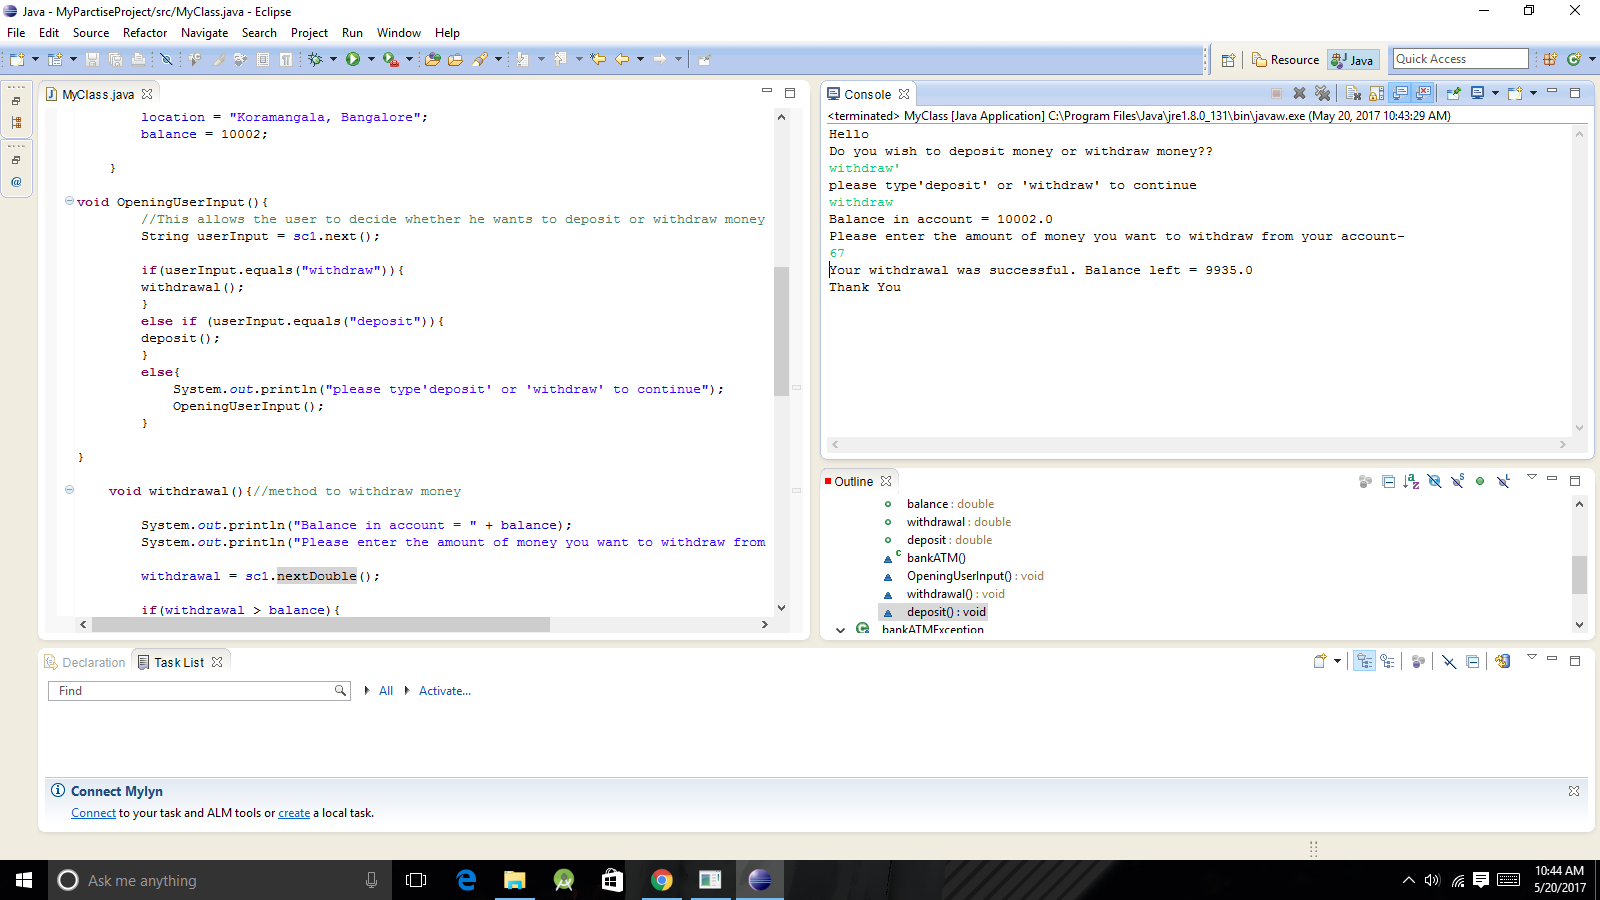 Java - MyParctiseProject/src/MyClass.java - Eclipse
File Edit Source Refactor Navigate Search Project Run Window Help
Resource Java Quick Access
MyClass.java
location = "Koramangala, Bangalore";
balance = 10002;
}
void OpeningUserInput(){
//This allows the user to decide whether he wants to deposit or withdraw money
String userInput = sc1.next();
if(userInput.equals("withdraw")){
withdrawal();
}
else if (userInput.equals("deposit")){
deposit();
}
else{
System.out.println("please type'deposit' or 'withdraw' to continue");
OpeningUserInput();
}
}
void withdrawal(){//method to withdraw money
System.out.println("Balance in account = " + balance);
System.out.println("Please enter the amount of money you want to withdraw from
withdrawal = sc1.nextDouble();
if(withdrawal > balance){
Console
<terminated> MyClass [Java Application] C:\Program Files\Java\jre1.8.0_131\bin\javaw.exe (May 20, 2017 10:43:29 AM)
Hello
Do you wish to deposit money or withdraw money??
withdraw'
please type'deposit' or 'withdraw' to continue
withdraw
Balance in account = 10002.0
Please enter the amount of money you want to withdraw from your account-
67
Your withdrawal was successful. Balance left = 9935.0
Thank You
Outline
balance : double
withdrawal : double
deposit : double
bankATM()
OpeningUserInput() : void
withdrawal() : void
deposit() : void
bankATMException
Declaration Task List
Find All Activate...
Connect Mylyn
Connect to your task and ALM tools or create a local task.
Ask me anything
10:44 AM
5/20/2017